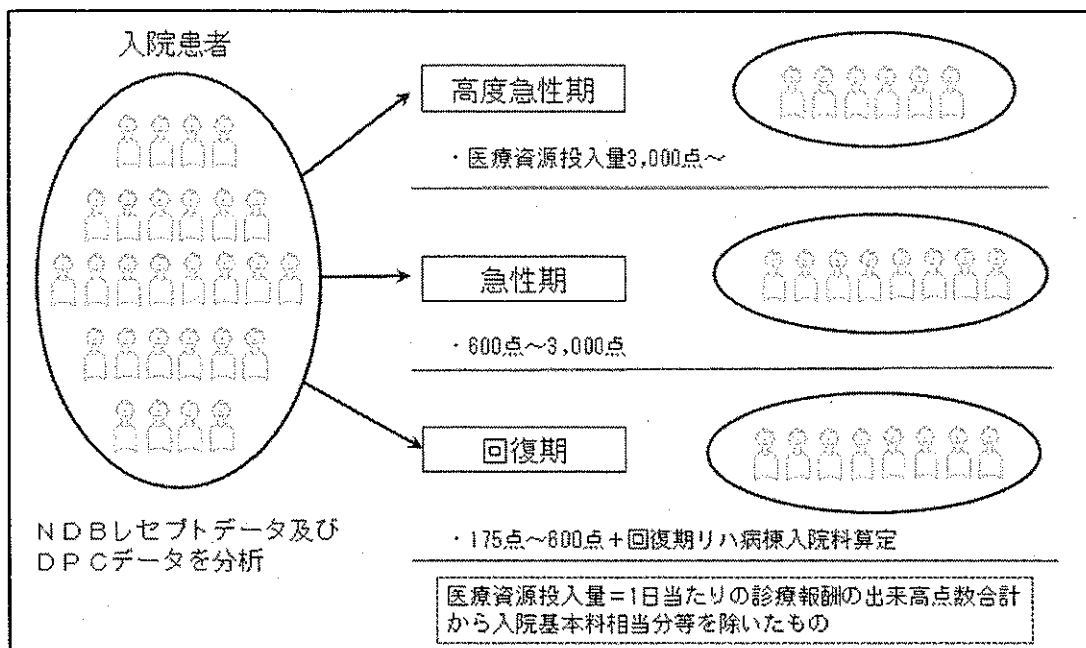 入院患者
高度急性期
・医療資源投入量3,000点～
急性期
・600点～3,000点
回復期
・175点～600点＋回復期リハ病棟入院料算定
ＮＤＢレセプトデータ及び
ＤＰＣデータを分析
医療資源投入量＝1日当たりの診療報酬の出来高点数合計
から入院基本料相当分等を除いたもの